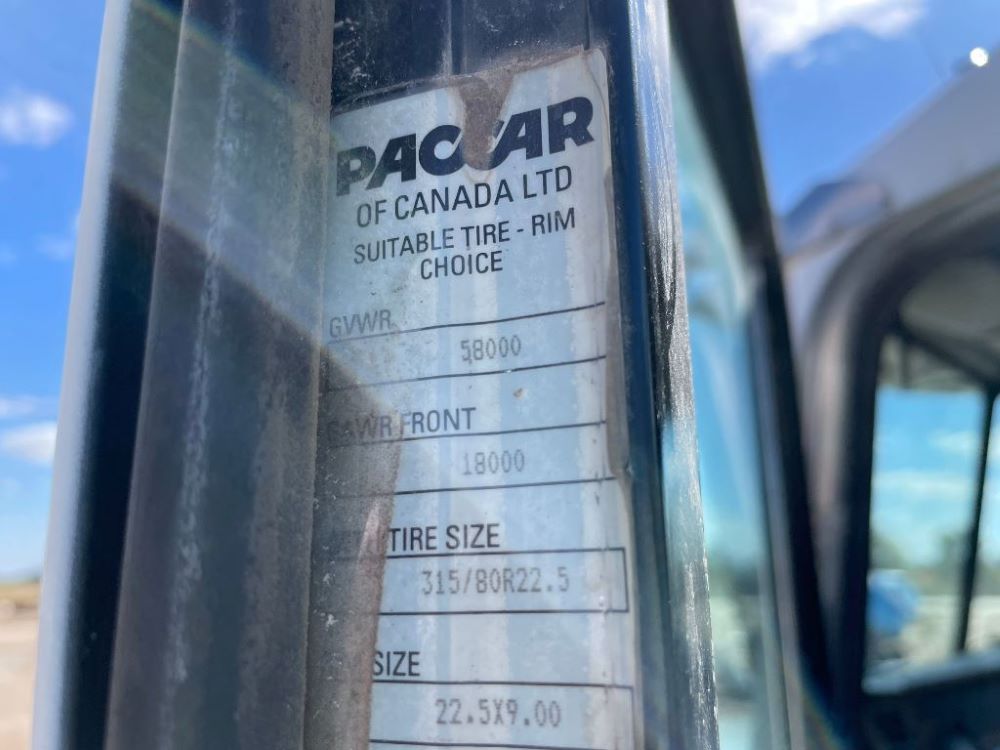 PACCAR
OF CANADA LTD
SUITABLE TIRE - RIM
CHOICE
GVWR
58000
GAWR FRONT
18000
TIRE SIZE
315/80R22.5
SIZE
22.5X9.00